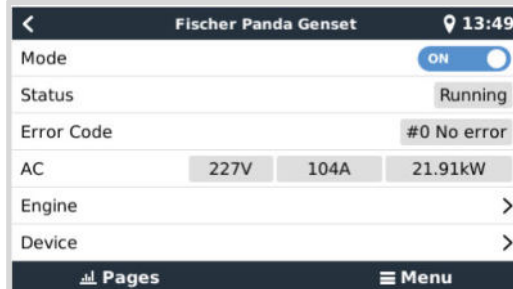 Fischer Panda Genset 13:49
Mode ON
Status Running
Error Code #0 No error
AC 227V 104A 21.91kW
Engine
Device
Pages Menu